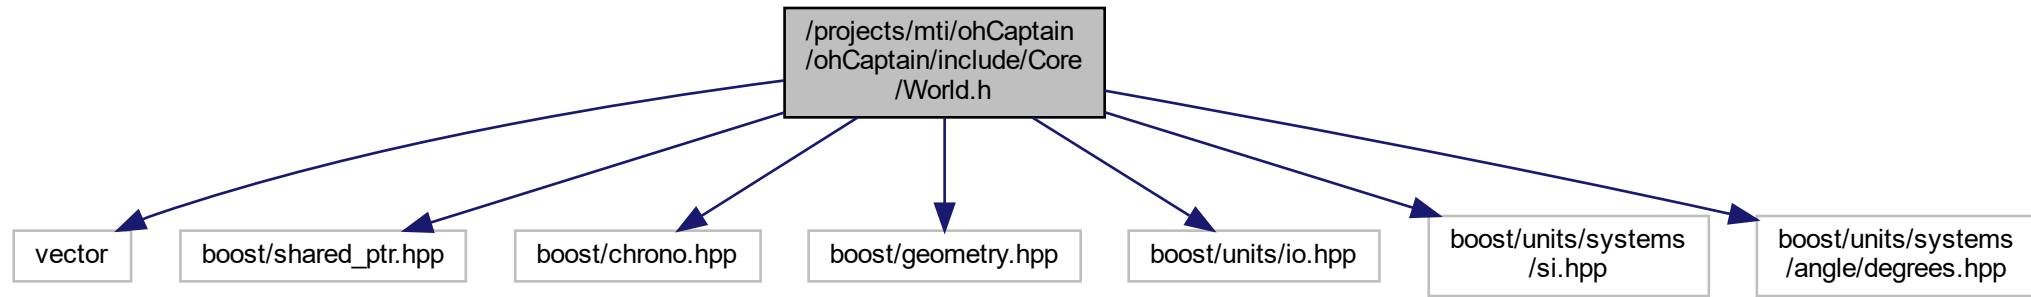 /projects/mti/ohCaptain
/ohCaptain/include/Core
/World.h
vector
boost/shared_ptr.hpp
boost/chrono.hpp
boost/geometry.hpp
boost/units/io.hpp
boost/units/systems
/si.hpp
boost/units/systems
/angle/degrees.hpp